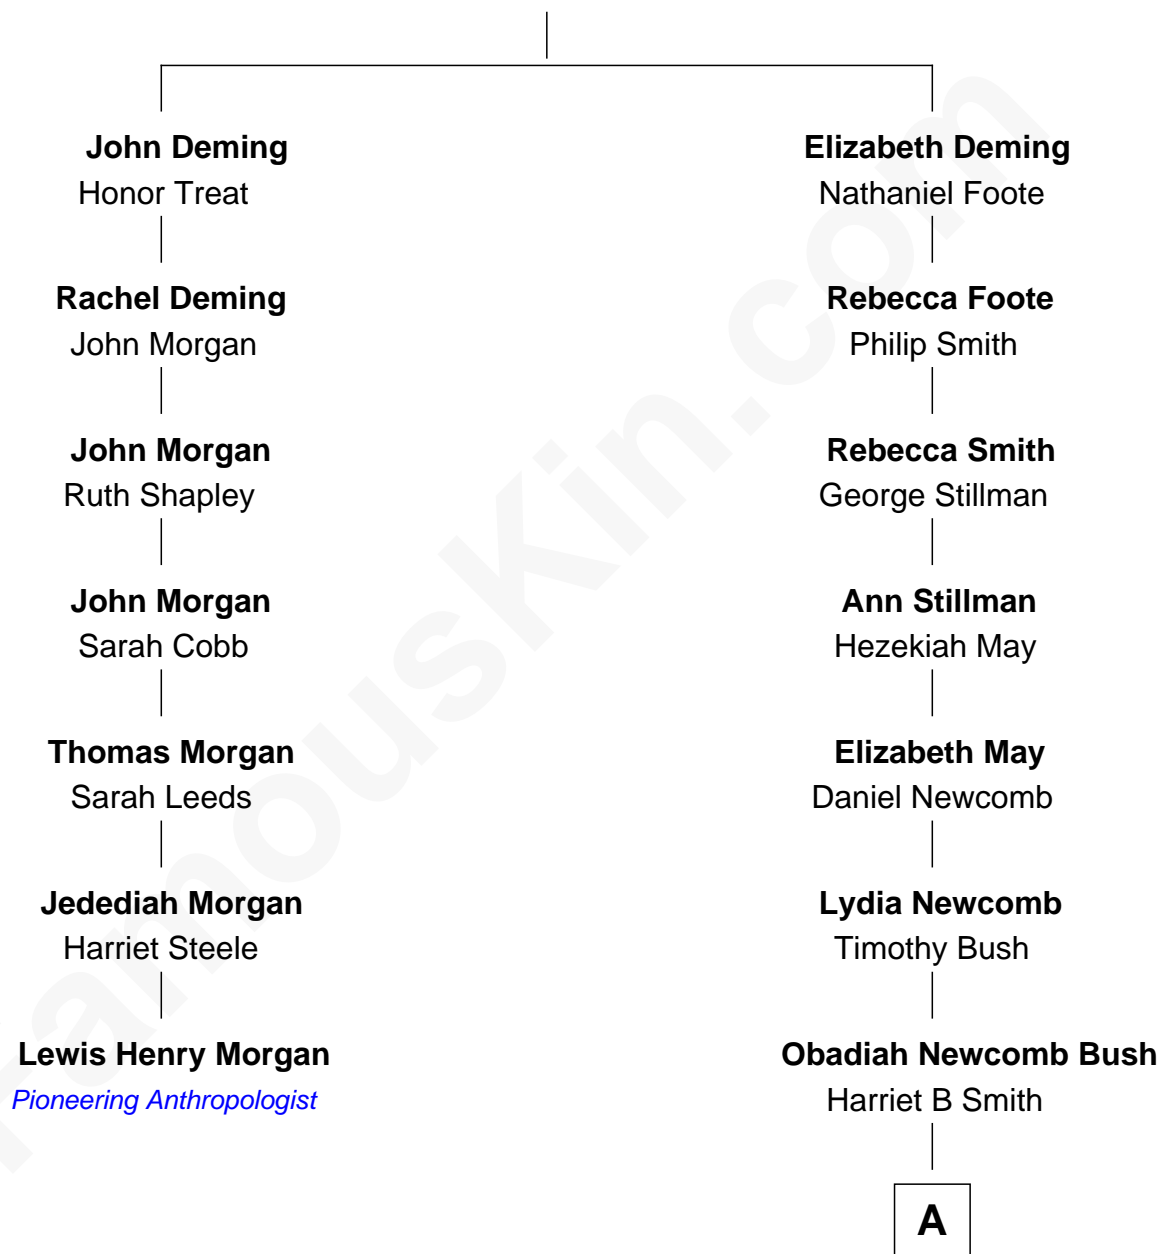 John Deming
Honor Treat
Rachel Deming
John Morgan
John Morgan
Ruth Shapley
John Morgan
Sarah Cobb
Thomas Morgan
Sarah Leeds
Jedediah Morgan
Harriet Steele
Lewis Henry Morgan
Pioneering Anthropologist
Elizabeth Deming
Nathaniel Foote
Rebecca Foote
Philip Smith
Rebecca Smith
George Stillman
Ann Stillman
Hezekiah May
Elizabeth May
Daniel Newcomb
Lydia Newcomb
Timothy Bush
Obadiah Newcomb Bush
Harriet B Smith
A
FamousKin.com